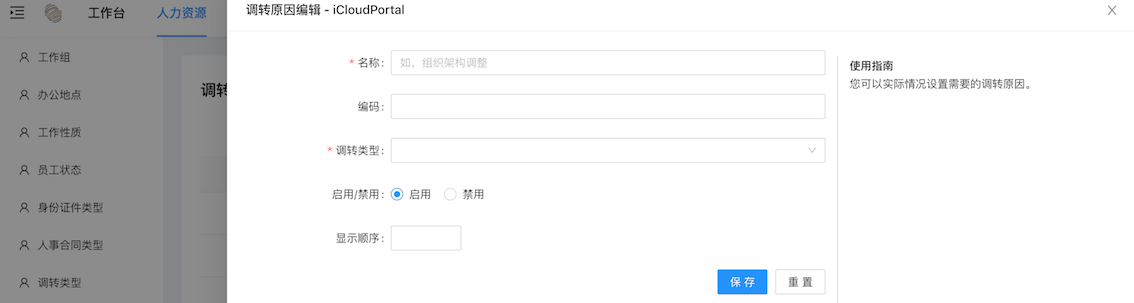 工作台
人力资源
调转原因编辑 - iCloudPortal
工作组
办公地点
工作性质
员工状态
身份证件类型
人事合同类型
调转类型
调转
* 名称:
如，组织架构调整
编码:
* 调转类型:
启用/禁用:
启用
禁用
显示顺序:
保 存
重 置
使用指南
您可以实际情况设置需要的调转原因。